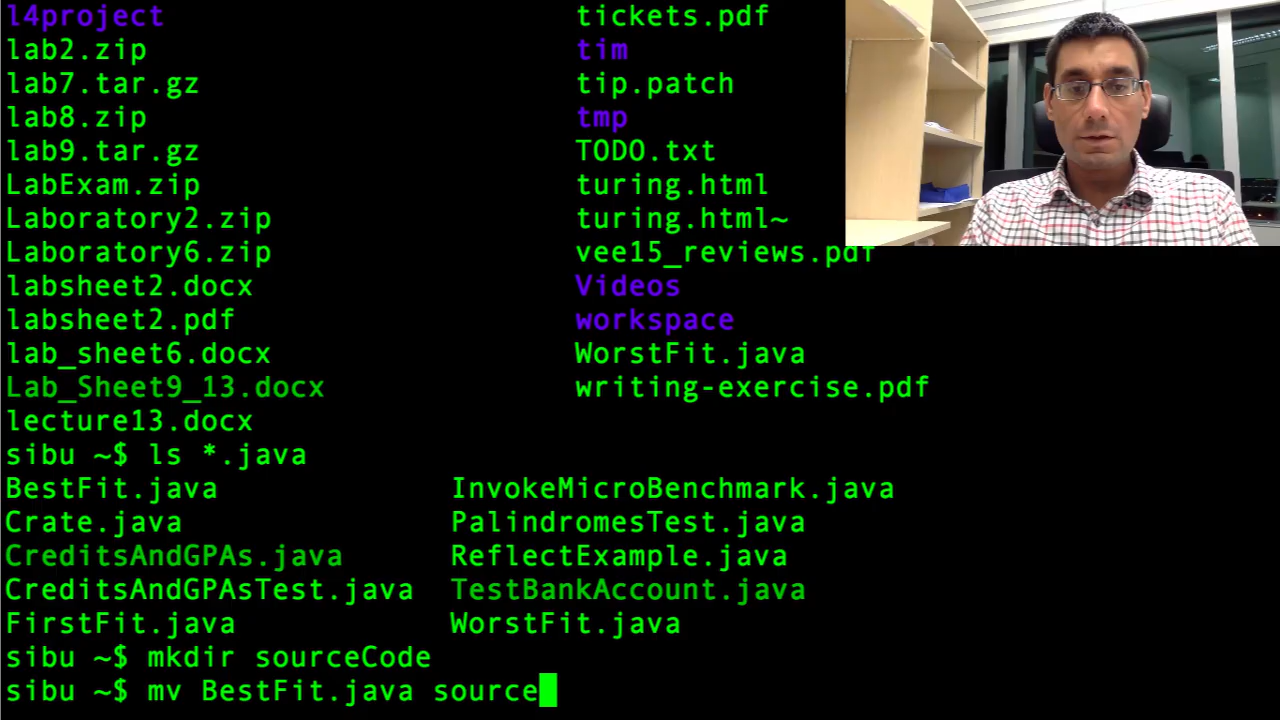 l4project tickets.pdf
lab2.zip tim
lab7.tar.gz tip.patch
lab8.zip tmp
lab9.tar.gz TODO.txt
LabExam.zip turing.html
Laboratory2.zip turing.html~
Laboratory6.zip vee15_reviews.pdf
labsheet2.docx Videos
labsheet2.pdf workspace
lab_sheet6.docx WorstFit.java
Lab_Sheet9_13.docx writing-exercise.pdf
lecture13.docx
sibu ~$ ls *.java
BestFit.java InvokeMicroBenchmark.java
Crate.java PalindromesTest.java
CreditsAndGPAs.java ReflectExample.java
CreditsAndGPAsTest.java TestBankAccount.java
FirstFit.java WorstFit.java
sibu ~$ mkdir sourceCode
sibu ~$ mv BestFit.java source